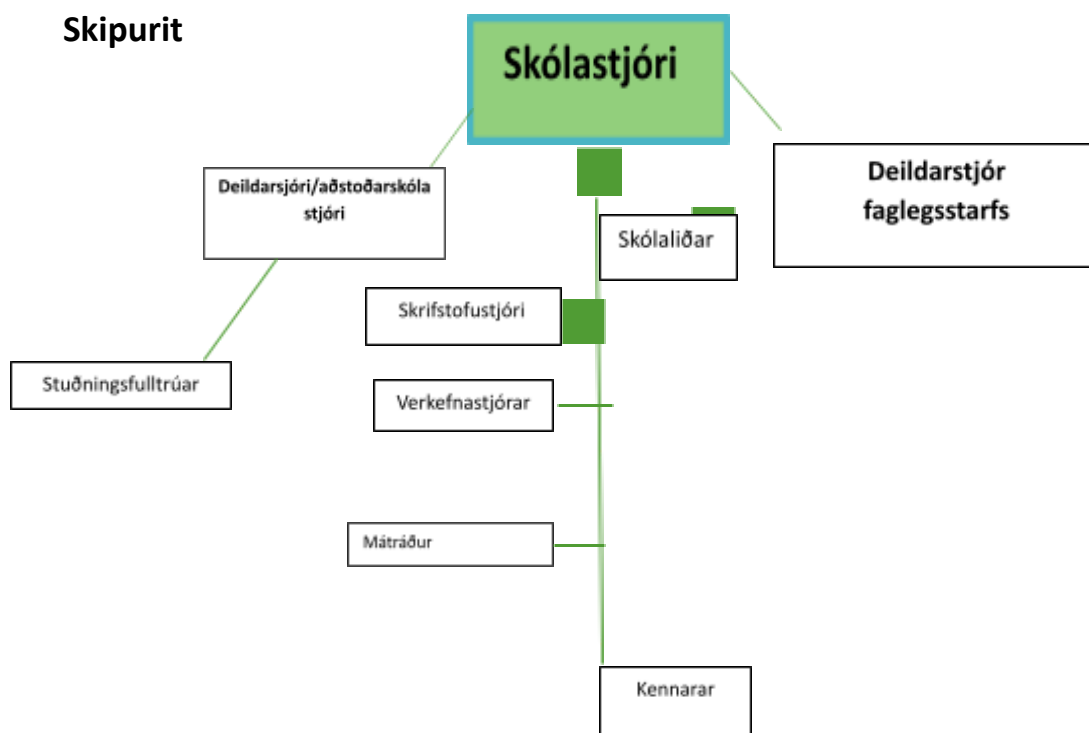 Skipurit
Skólastjóri
Deildarsjóri/aðstoðarskóla
stjóri
Deildarstjór
faglegsstarfs
Skólaliðar
Skrifstofustjóri
Stuðningsfulltrúar
Verkefnastjórar
Mátráður
Kennarar